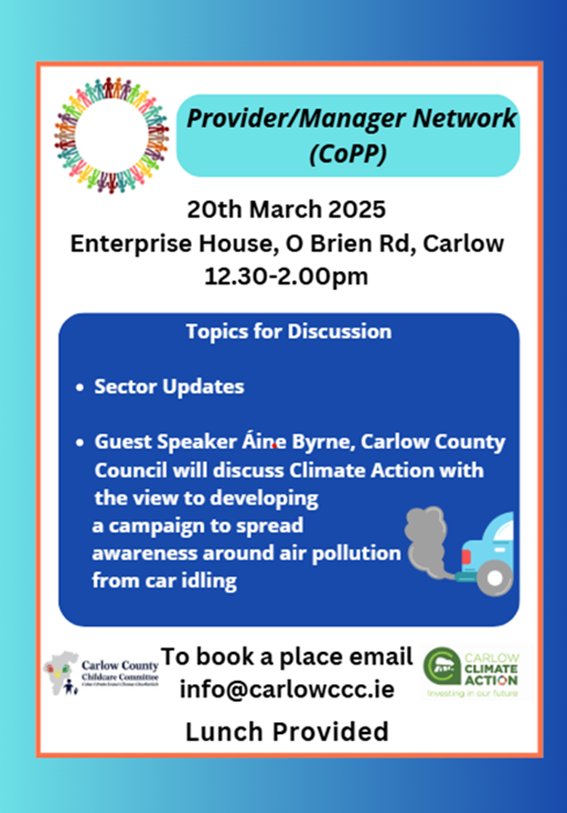 Provider/Manager Network
(CoPP)
20th March 2025
Enterprise House, O Brien Rd, Carlow
12.30-2.00pm
Topics for Discussion
• Sector Updates
• Guest Speaker Áine Byrne, Carlow County
Council will discuss Climate Action with
the view to developing
a campaign to spread
awareness around air pollution
from car idling
Carlow County
Childcare Committee
To book a place email
info@carlowccc.ie
CARLOW
CLIMATE
ACTION
Investing in our future
Lunch Provided